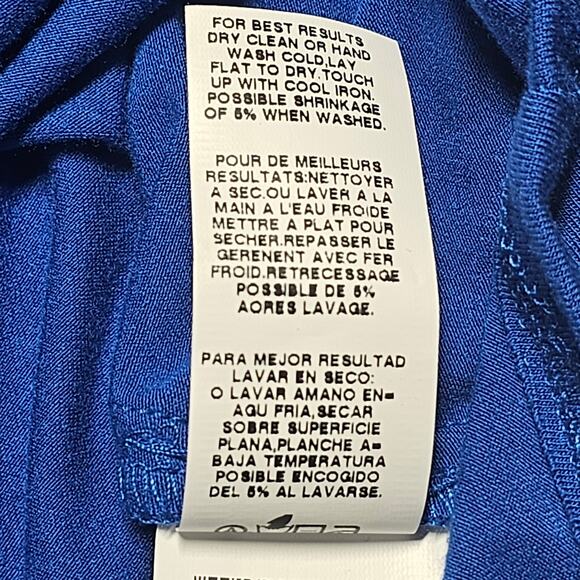 FOR BEST RESULTS
DRY CLEAN OR HAND
WASH COLD,LAY
FLAT TO DRY.TOUCH
UP WITH COOL IRON.
POSSIBLE SHRINKAGE
OF 5% WHEN WASHED.
POUR DE MEILLEURS
RESULTATS:NETTOYER
A SEC.OU LAVER A LA
MAIN A L'EAU FROIDE
METTRE A PLAT POUR
SECHER.REPASSER LE
GERENENT AVEC FER
FROID.RETRECESSAGE
POSSIBLE DE 5%
AORES LAVAGE.
PARA MEJOR RESULTAD
LAVAR EN SECO:
O LAVAR AMANO EN=
AGU FRIA,SECAR
SOBRE SUPERFICIE
PLANA,PLANCHE A=
BAJA TEMPERATURA
POSIBLE ENCOGIDO
DEL 5% AL LAVARSE.